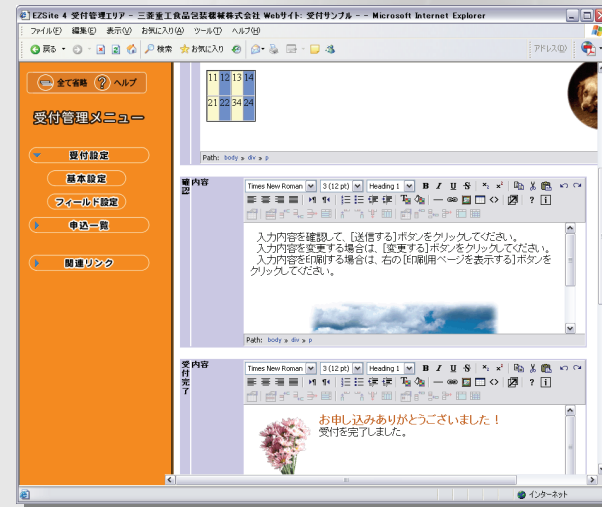 EZSite 4 受付管理エリア - 三菱重工食品包装機械株式会社 Webサイト: 受付サンプル - - Microsoft Internet Explorer
ファイル(F) 編集(E) 表示(V) お気に入り(A) ツール(T) ヘルプ(H)
戻る 検索 お気に入り アドレス(D)
全て省略 ? ヘルプ
受付管理メニュー
受付設定
基本設定
フィールド設定
申込一覧
関連リンク
11 12 13 14
21 22 34 24
Path: body » div » p
確認 内容
Times New Roman 3 (12 pt) Heading 1 B I U S × x²
入力内容を確認して、[送信する]ボタンをクリックしてください。
入力内容を変更する場合は、[変更する]ボタンをクリックしてください。
入力内容を印刷する場合は、右の[印刷用ページを表示する]ボタンを
クリックしてください。
Path: body » div » p
受付完了 内容
Times New Roman 3 (12 pt) Heading 1 B I U S × x²
お申し込みありがとうございました！
受付を完了しました。
インターネット